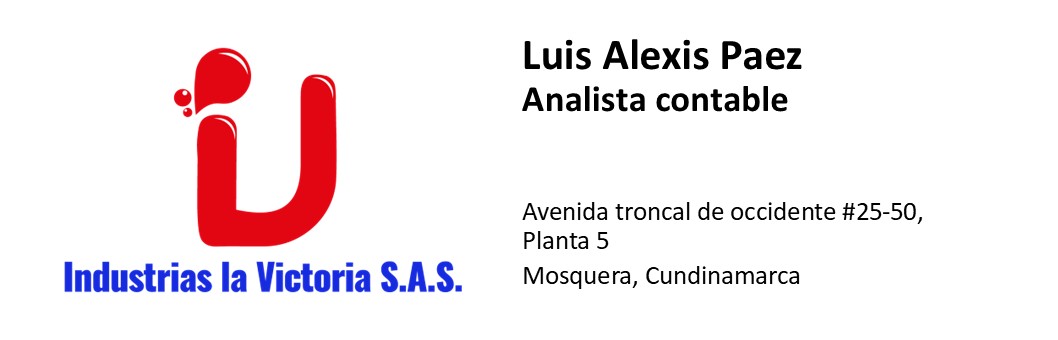 Luis Alexis Paez
Analista contable
Avenida troncal de occidente #25-50,
Planta 5
Mosquera, Cundinamarca
Industrias la Victoria S.A.S.